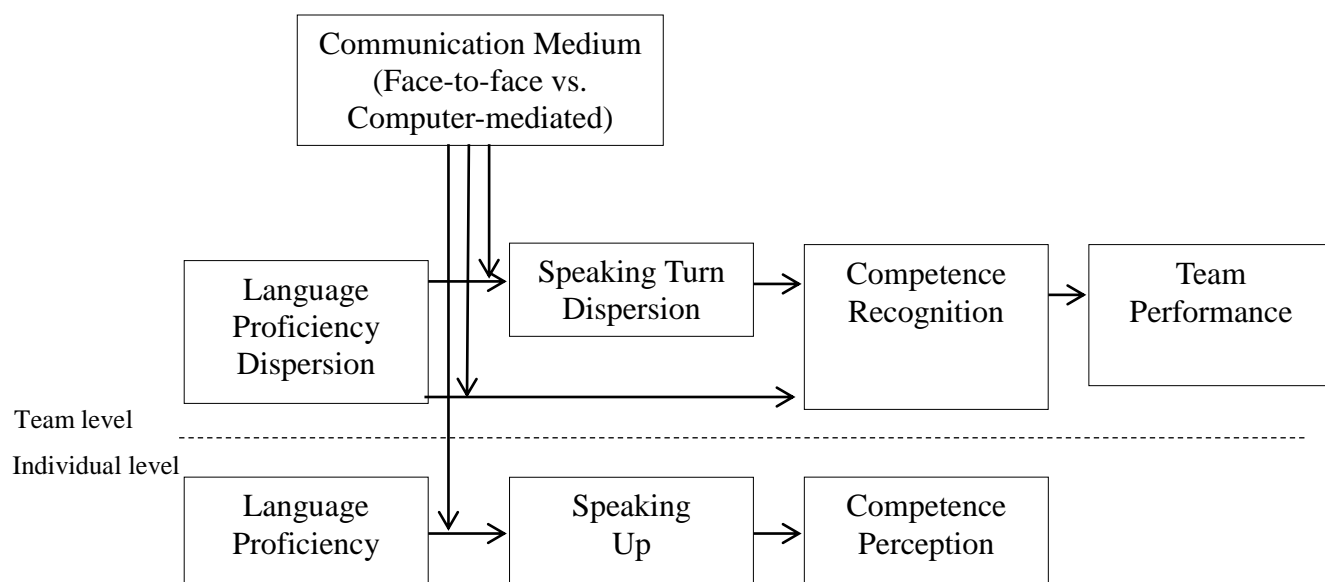 Communication Medium
(Face-to-face vs.
Computer-mediated)
Language
Proficiency
Dispersion
Speaking Turn
Dispersion
Competence
Recognition
Team
Performance
Team level
Individual level
Language
Proficiency
Speaking
Up
Competence
Perception